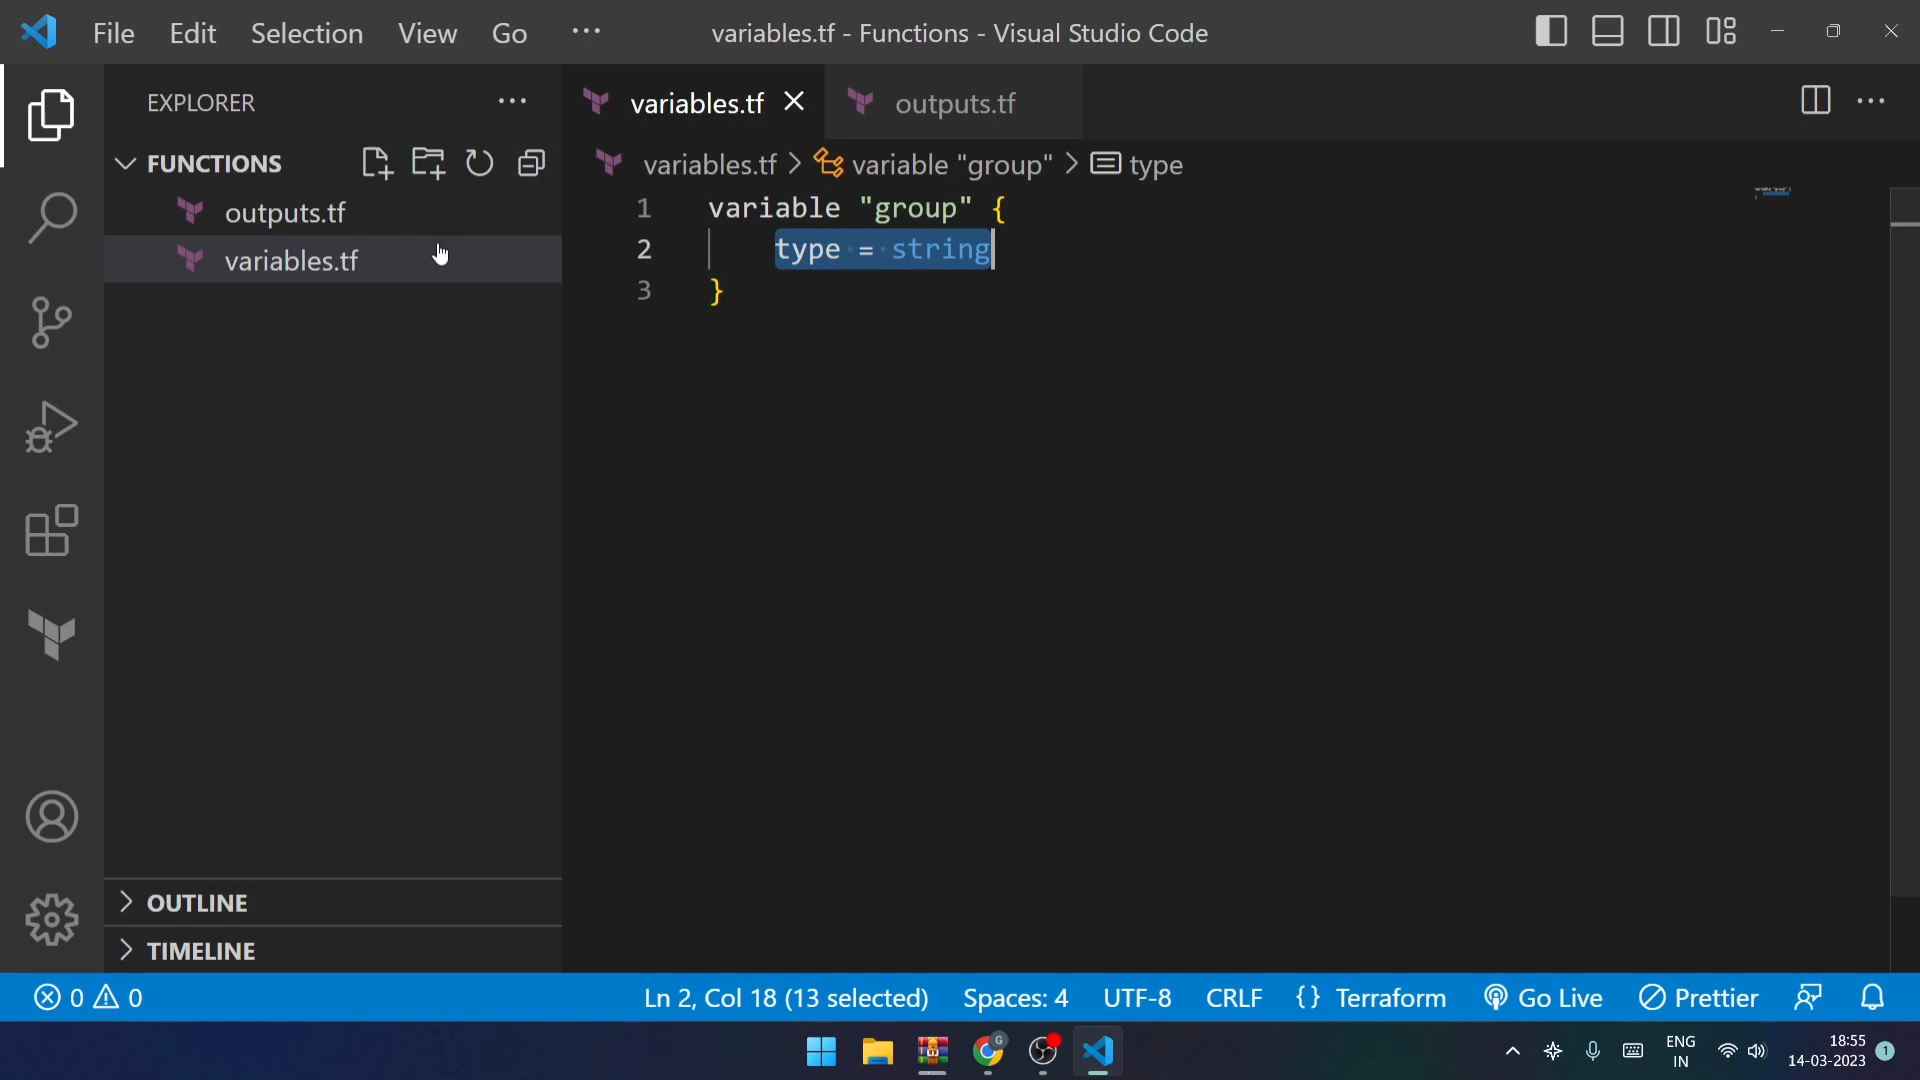 File Edit Selection View Go ··· variables.tf - Functions - Visual Studio Code
EXPLORER ···
variables.tf outputs.tf ···
FUNCTIONS
variables.tf > variable "group" > type
outputs.tf
variables.tf
1 variable "group" {
2 type = string
3 }
OUTLINE
TIMELINE
0 0 Ln 2, Col 18 (13 selected) Spaces: 4 UTF-8 CRLF {} Terraform Go Live Prettier
G
ENG
IN
18:55
14-03-2023
1